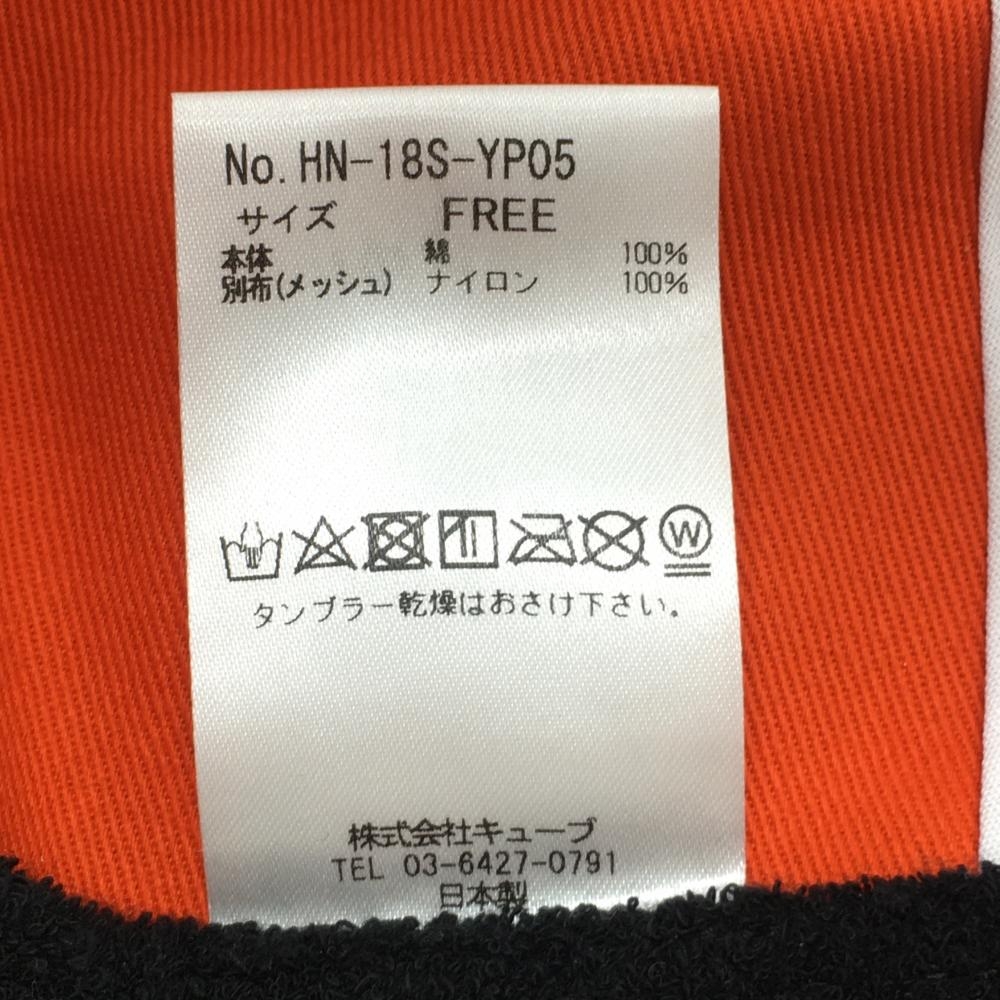 No. HN-18S-YP05
サイズ FREE
本体 綿 100%
別布(メッシュ) ナイロン 100%
W
タンブラー乾燥はおさけ下さい。
株式会社キューブ
TEL 03-6427-0791
日本製